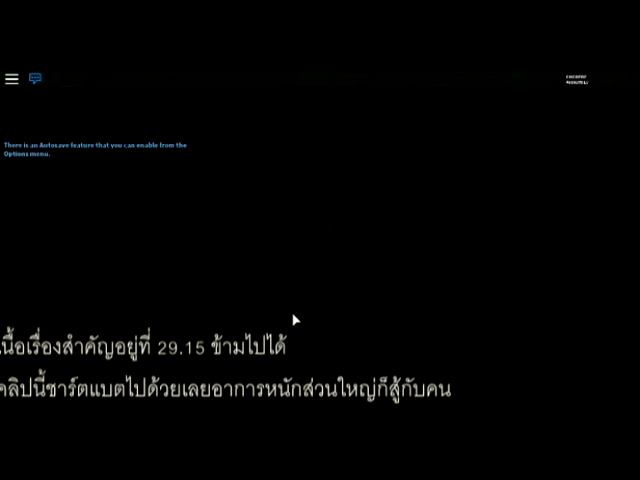 There is an Autosave feature that you can enable from the
Options menu.
เนื้อเรื่องสำคัญอยู่ที่ 29.15 ข้ามไปได้
คลิปนี้ชาร์ตแบตไปด้วยเลยอาการหนักส่วนใหญ่ก็สู้กับคน